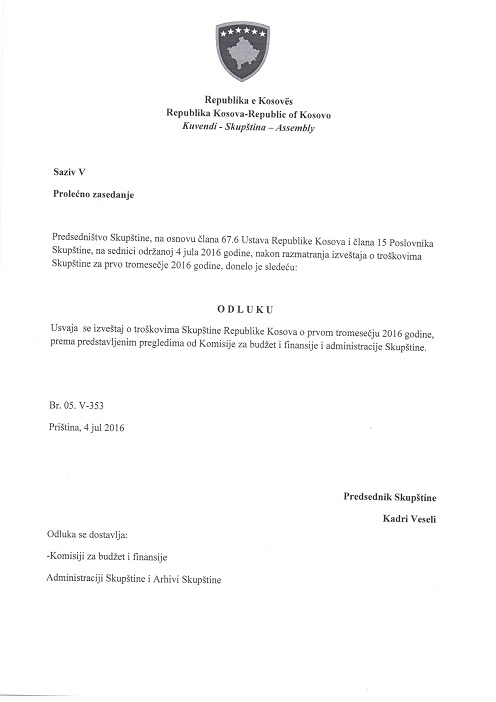 Republika e Kosovës
Republika Kosova-Republic of Kosovo
Kuvendi - Skupština – Assembly
Saziv V
Prolećno zasedanje
Predsedništvo Skupštine, na osnovu člana 67.6 Ustava Republike Kosova i člana 15 Poslovnika
Skupštine, na sednici održanoj 4 jula 2016 godine, nakon razmatranja izveštaja o troškovima
Skupštine za prvo tromesečje 2016 godine, donelo je sledeću:
O D L U K U
Usvaja se izveštaj o troškovima Skupštine Republike Kosova o prvom tromesečju 2016 godine,
prema predstavljenim pregledima od Komisije za budžet i finansije i administracije Skupštine.
Br. 05. V-353
Priština, 4 jul 2016
Predsednik Skupštine
Kadri Veseli
Odluka se dostavlja:
-Komisiji za budžet i finansije
Administraciji Skupštine i Arhivi Skupštine